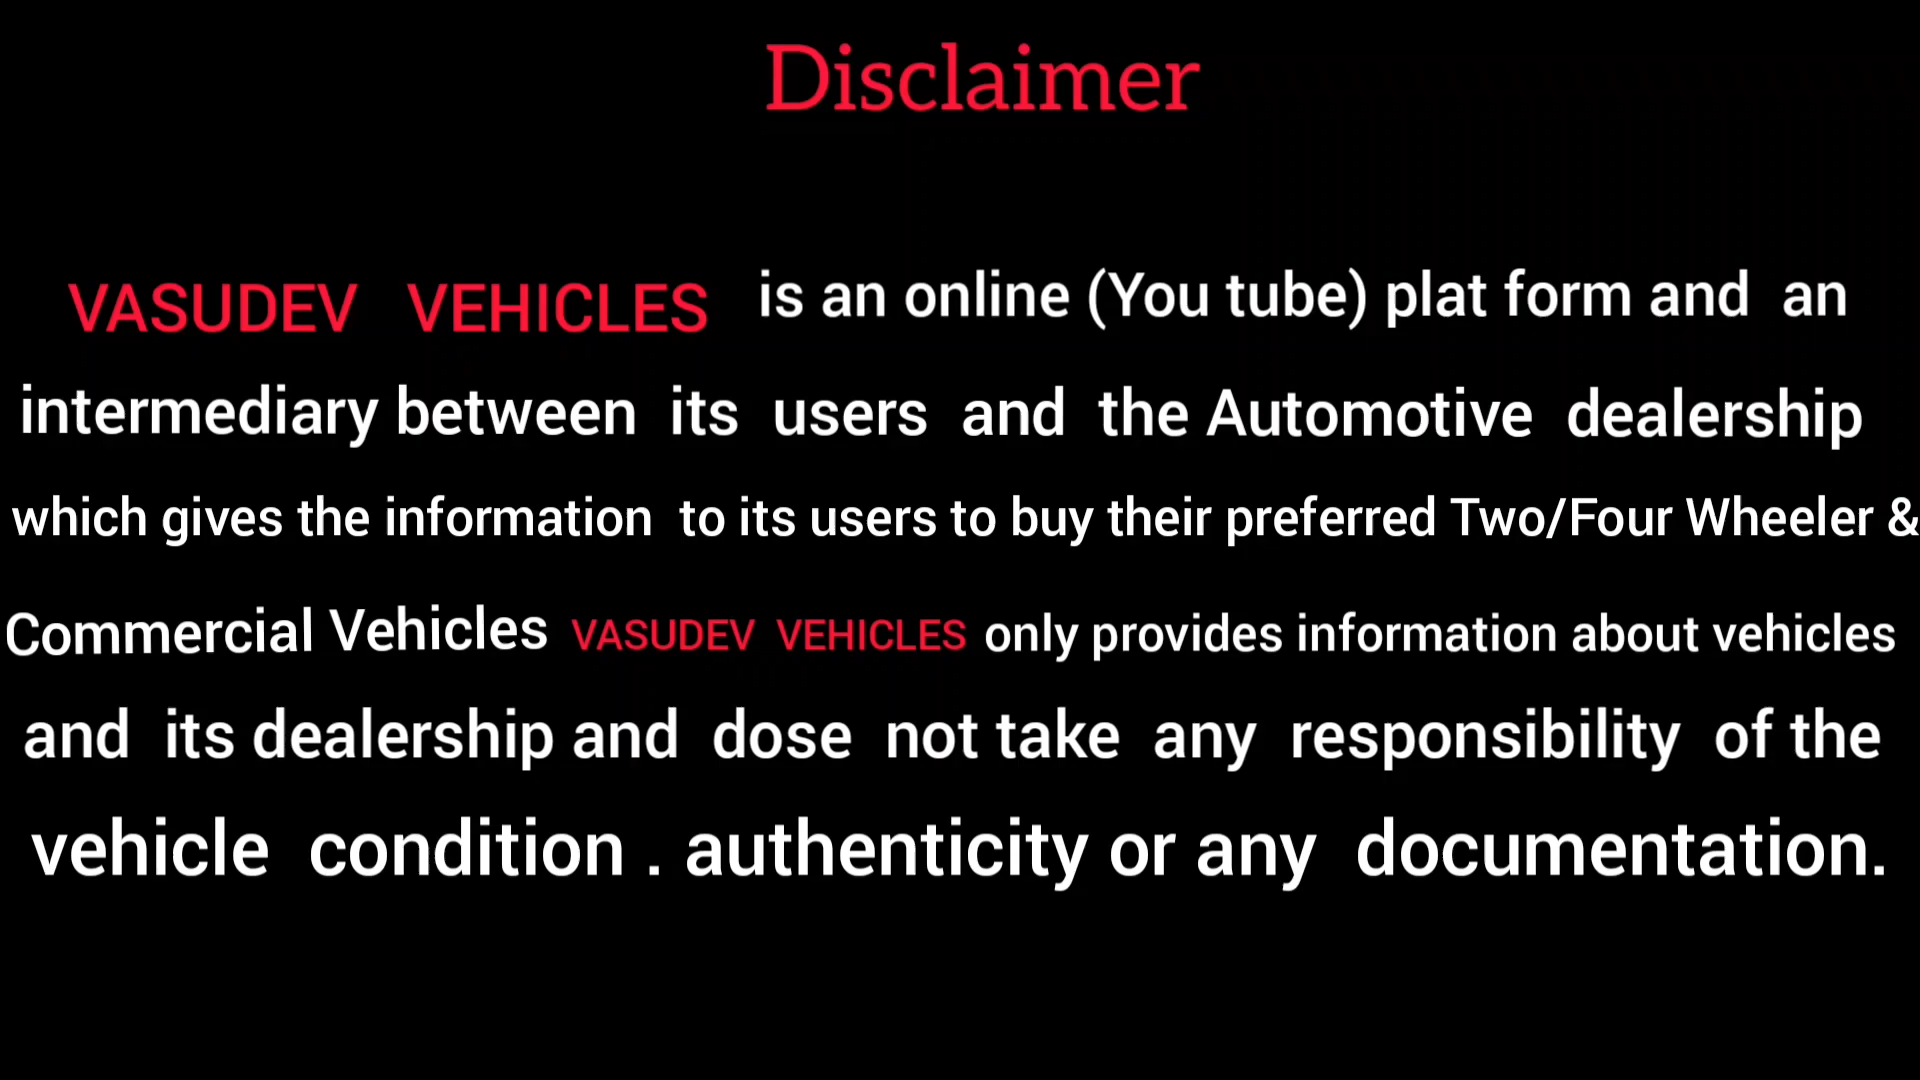 Disclaimer
VASUDEV VEHICLES is an online (You tube) plat form and an
intermediary between its users and the Automotive dealership
which gives the information to its users to buy their preferred Two/Four Wheeler &
Commercial Vehicles VASUDEV VEHICLES only provides information about vehicles
and its dealership and dose not take any responsibility of the
vehicle condition . authenticity or any documentation.